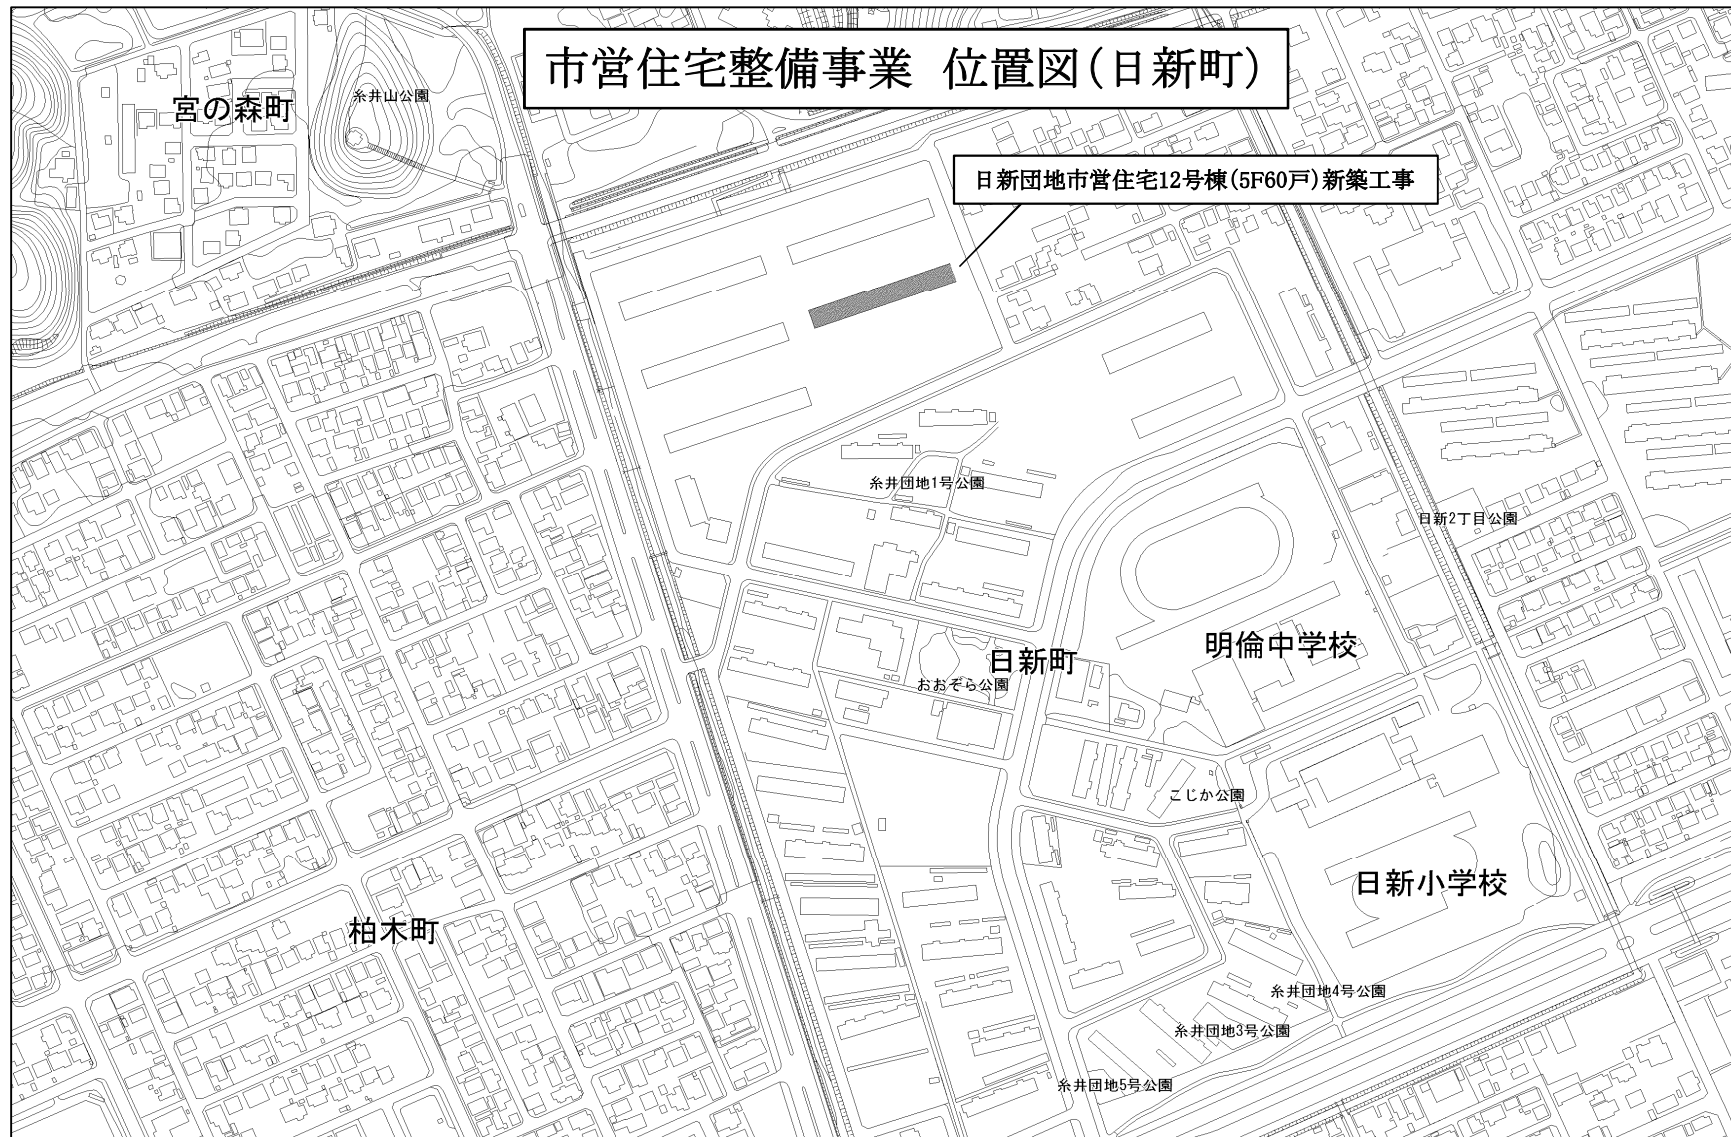 市営住宅整備事業 位置図(日新町)
宮の森町
糸井山公園
日新団地市営住宅12号棟(5F60戸)新築工事
糸井団地1号公園
日新2丁目公園
日新町
明倫中学校
おおぞら公園
こじか公園
日新小学校
柏木町
糸井団地4号公園
糸井団地3号公園
糸井団地5号公園